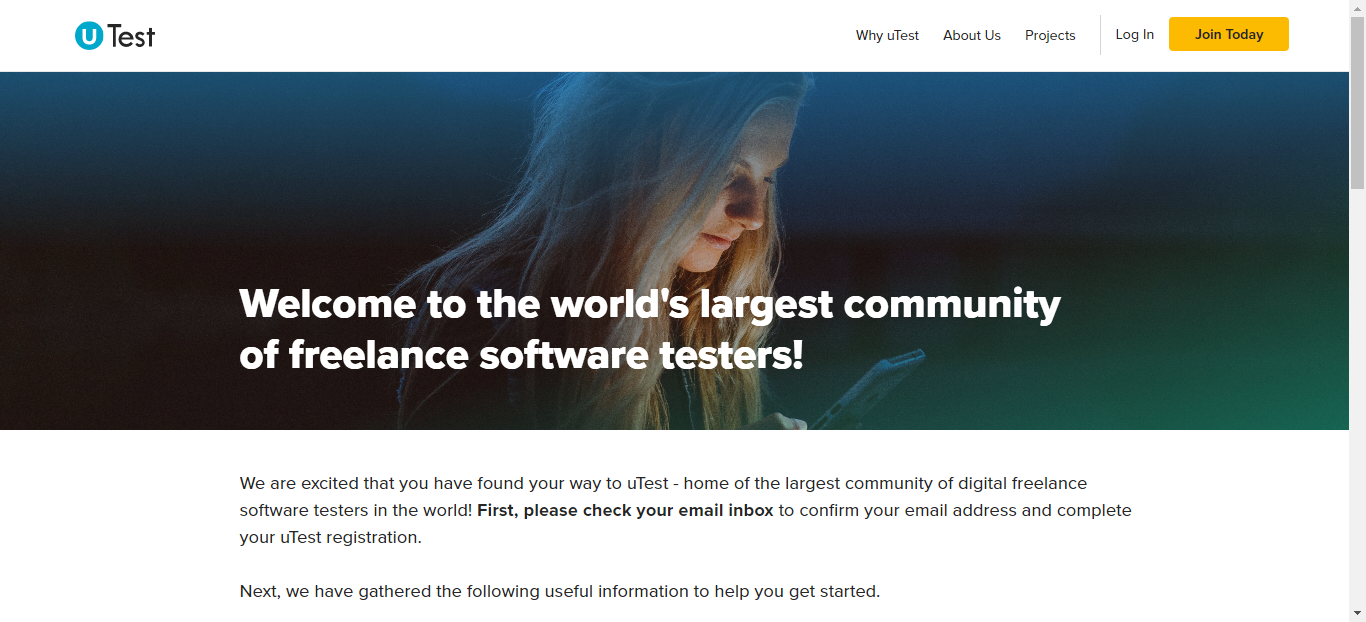 uTest
Why uTest
About Us
Projects
Log In
Join Today
Welcome to the world's largest community
of freelance software testers!
We are excited that you have found your way to uTest - home of the largest community of digital freelance
software testers in the world! First, please check your email inbox to confirm your email address and complete
your uTest registration.
Next, we have gathered the following useful information to help you get started.